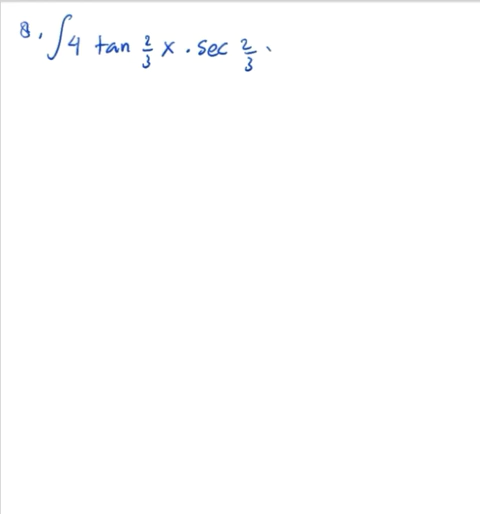 8. ∫4 tan 2/3 x . sec 2/3